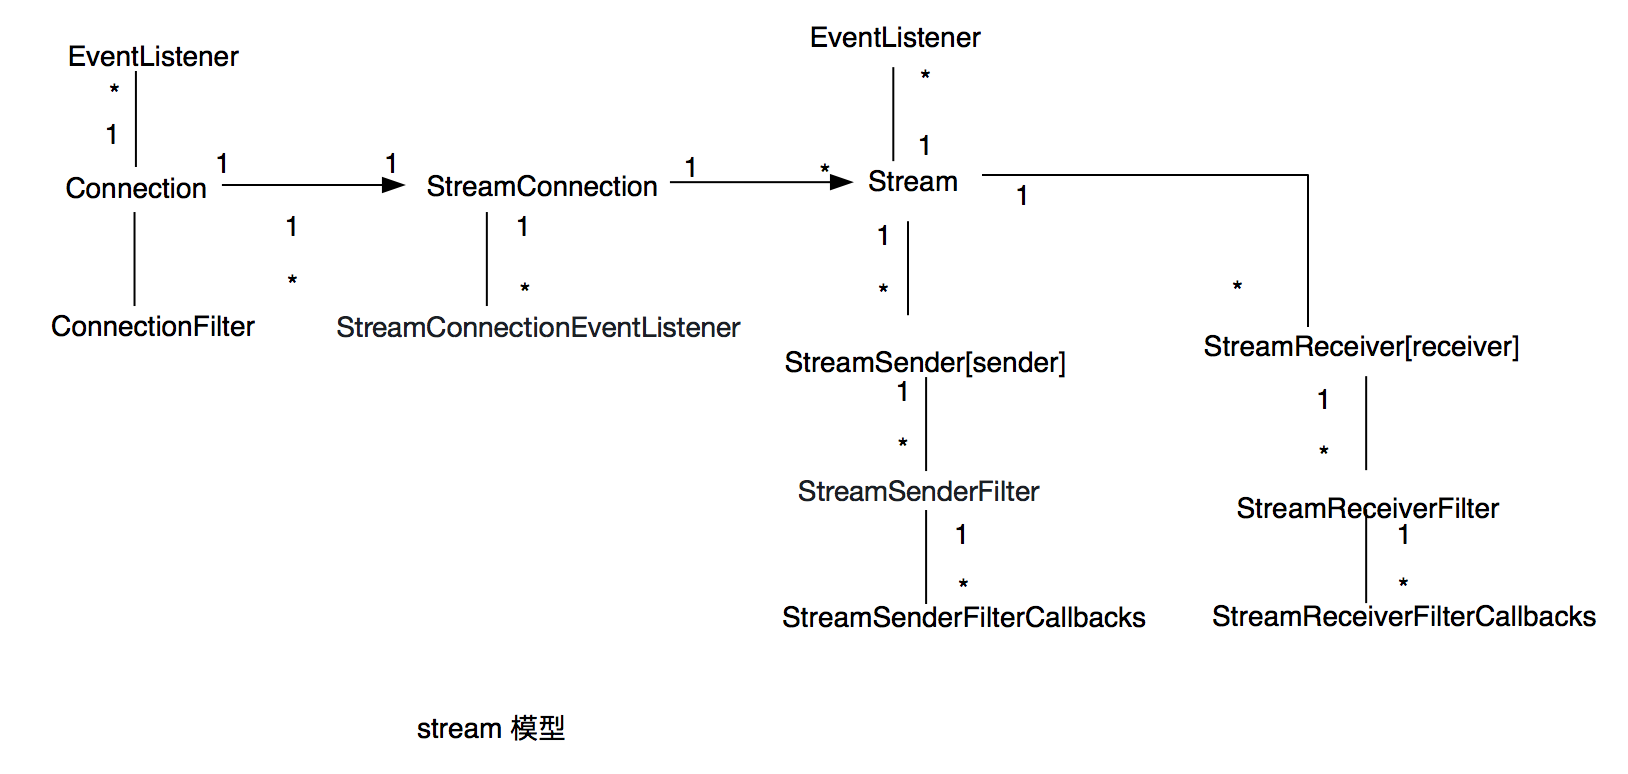 EventListener
EventListener
*
*
1
1
1
1
1
*
Connection
StreamConnection
Stream
1
1
1
1
*
*
*
*
ConnectionFilter
StreamConnectionEventListener
StreamReceiver[receiver]
StreamSender[sender]
1
1
*
*
StreamSenderFilter
StreamReceiverFilter
1
1
*
*
StreamSenderFilterCallbacks
StreamReceiverFilterCallbacks
stream 模型